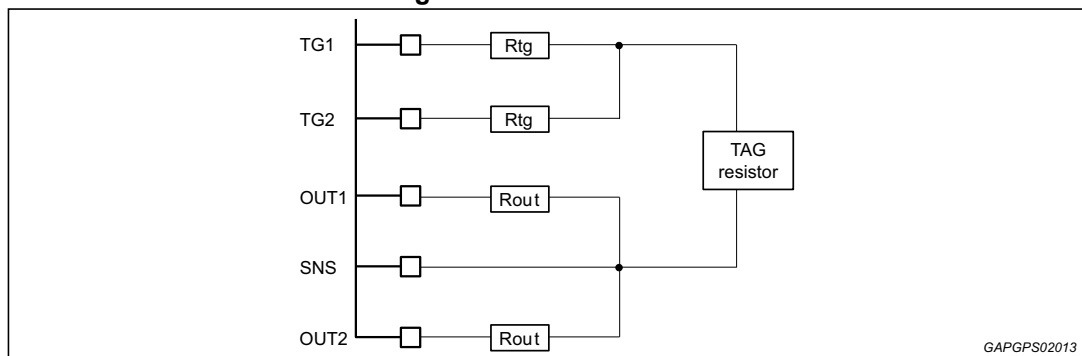 TG1
Rtg
TG2
Rtg
TAG
resistor
OUT1
Rout
SNS
OUT2
Rout
GAPGPS02013